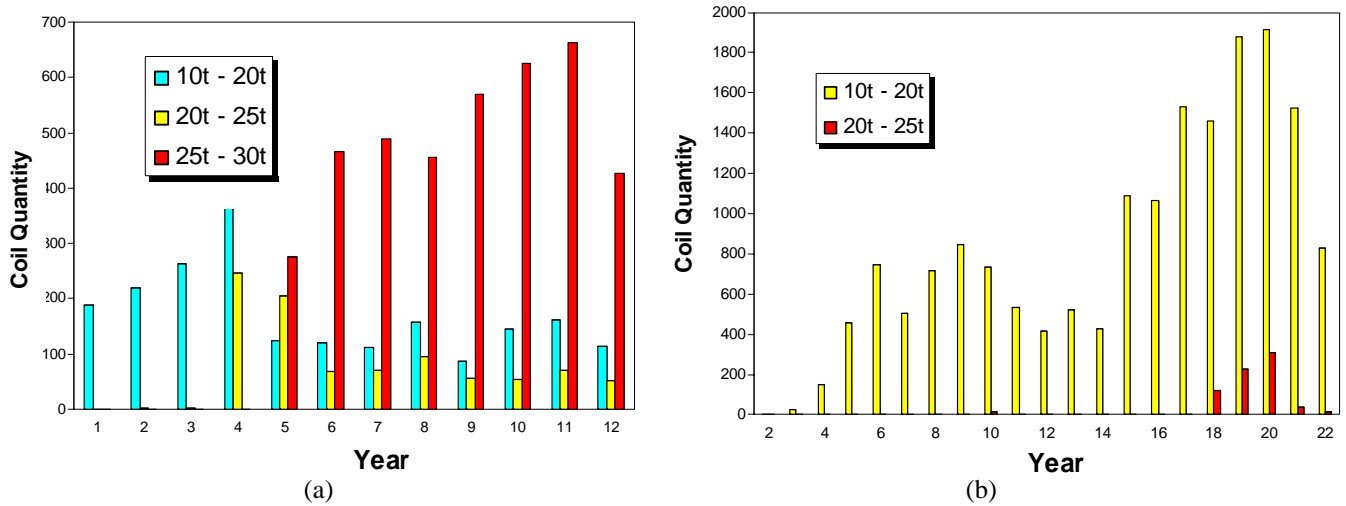 700
600
500
400
300
200
100
0
Coil Quantity
10t - 20t
20t - 25t
25t - 30t
1 2 3 4 5 6 7 8 9 10 11 12
Year
(a)
2000
1800
1600
1400
1200
1000
800
600
400
200
0
Coil Quantity
10t - 20t
20t - 25t
2 4 6 8 10 12 14 16 18 20 22
Year
(b)